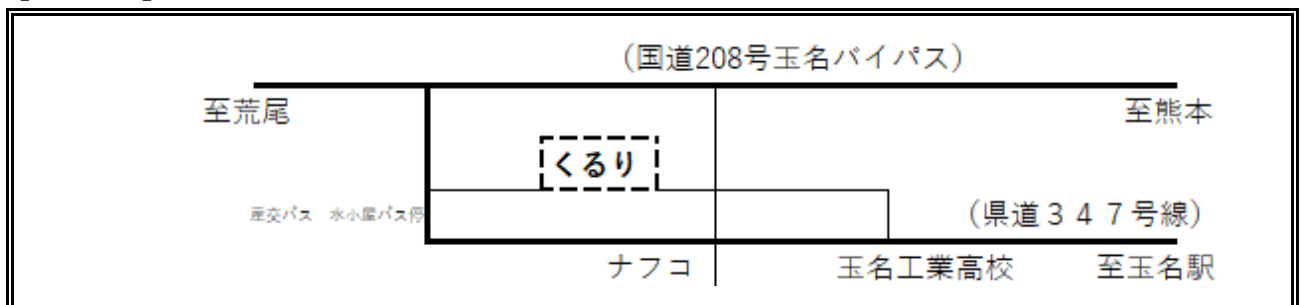 （国道208号玉名バイパス）
至荒尾
至熊本
くるり
産交バス　水小屋バス停
（県道３４７号線）
ナフコ
玉名工業高校
至玉名駅